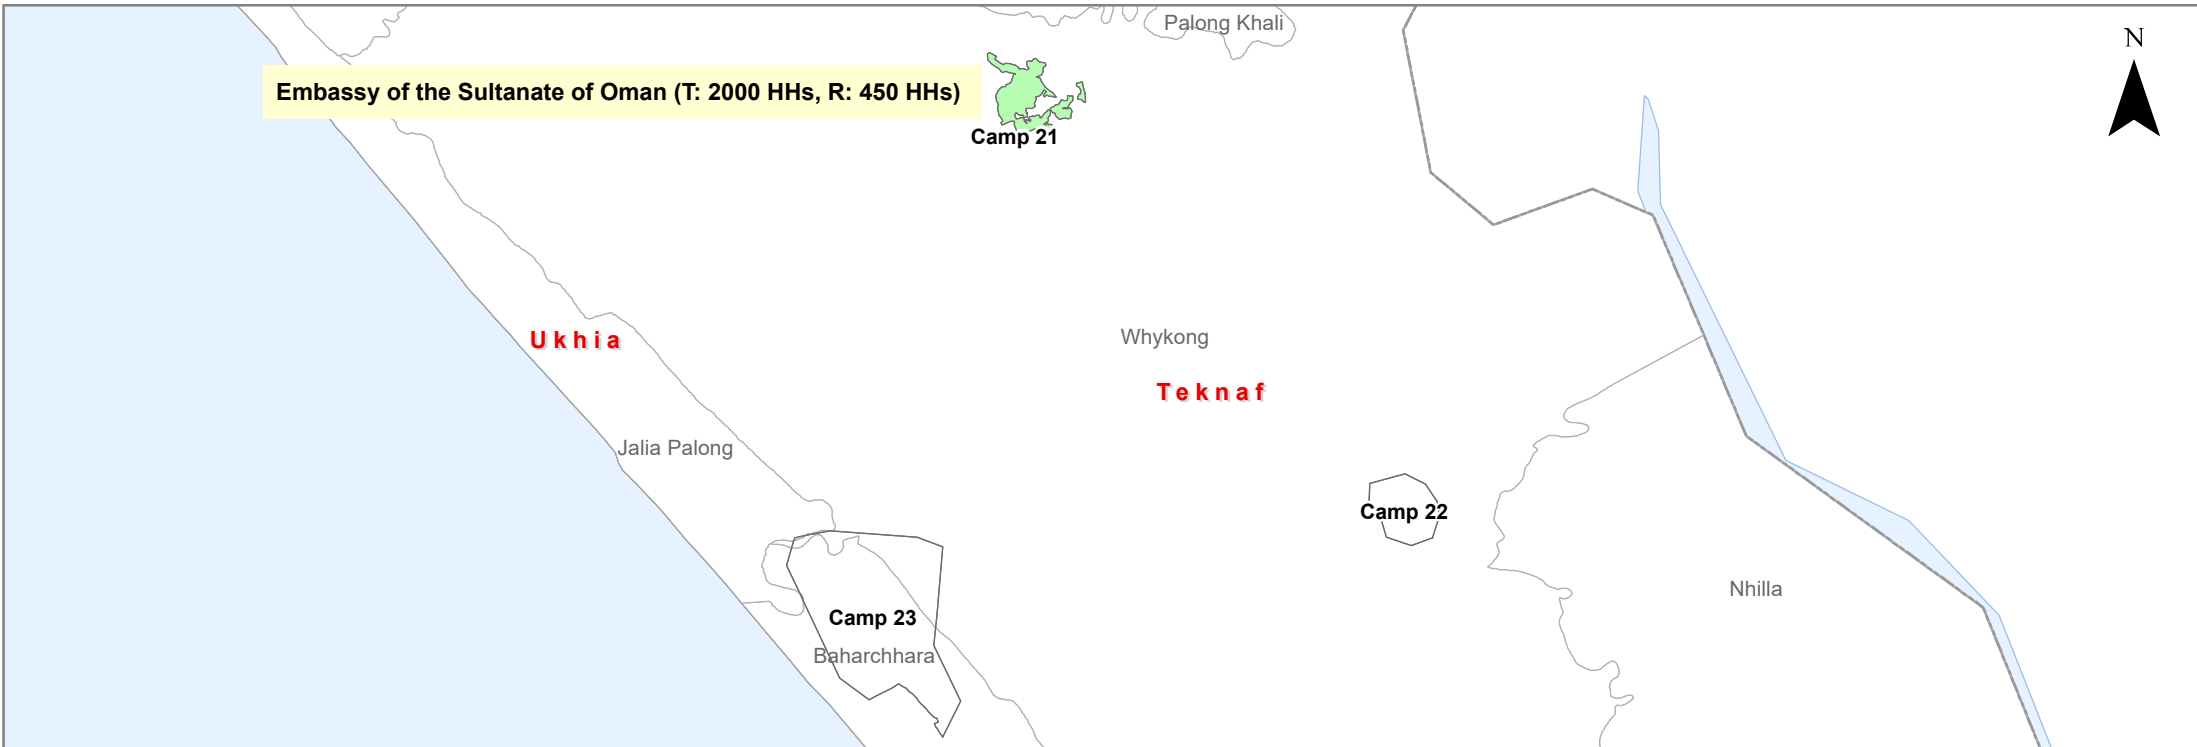 Palong Khali
N
Embassy of the Sultanate of Oman (T: 2000 HHs, R: 450 HHs)
Camp 21
Ukhia
Whykong
Teknaf
Jalia Palong
Camp 22
Nhilla
Camp 23
Baharchhara